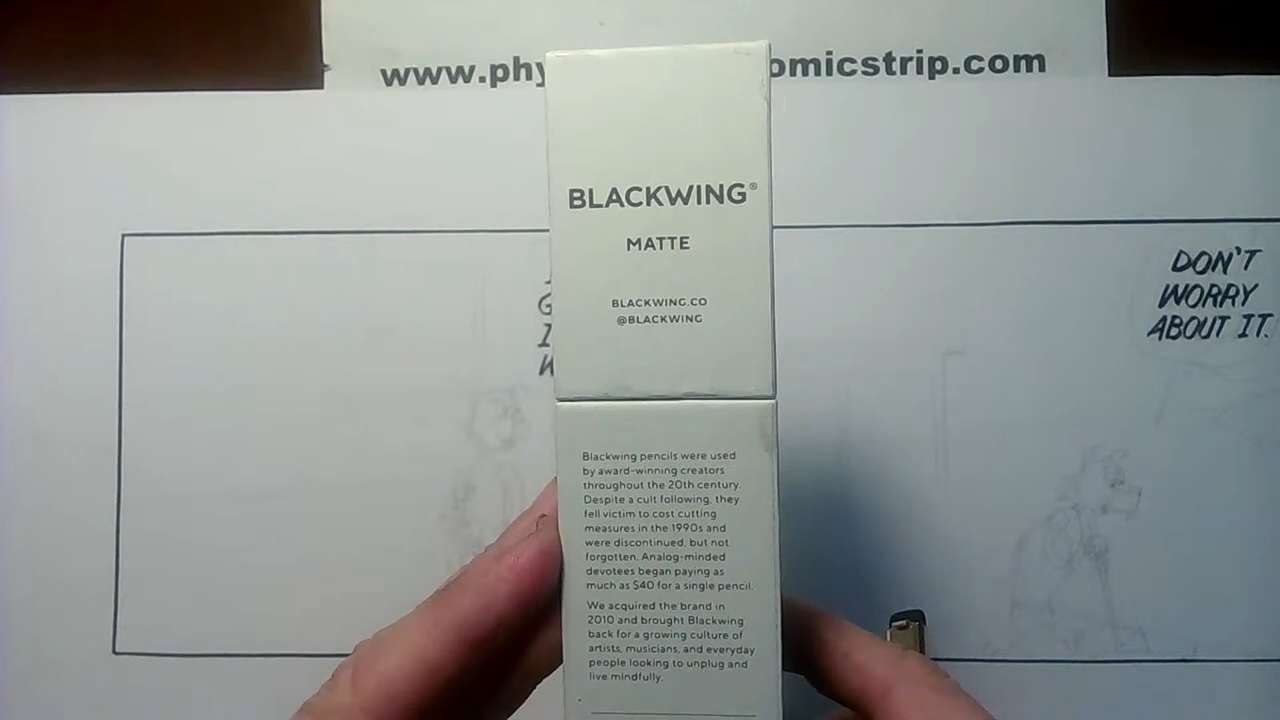 www.phy
omicstrip.com
BLACKWING®
MATTE
BLACKWING.CO
@BLACKWING
G
I
W
DON'T
WORRY
ABOUT IT.
Blackwing pencils were used
by award-winning creators
throughout the 20th century.
Despite a cult following, they
fell victim to cost cutting
measures in the 1990s and
were discontinued, but not
forgotten. Analog-minded
devotees began paying as
much as $40 for a single pencil.
We acquired the brand in
2010 and brought Blackwing
back for a growing culture of
artists, musicians, and everyday
people looking to unplug and
live mindfully.